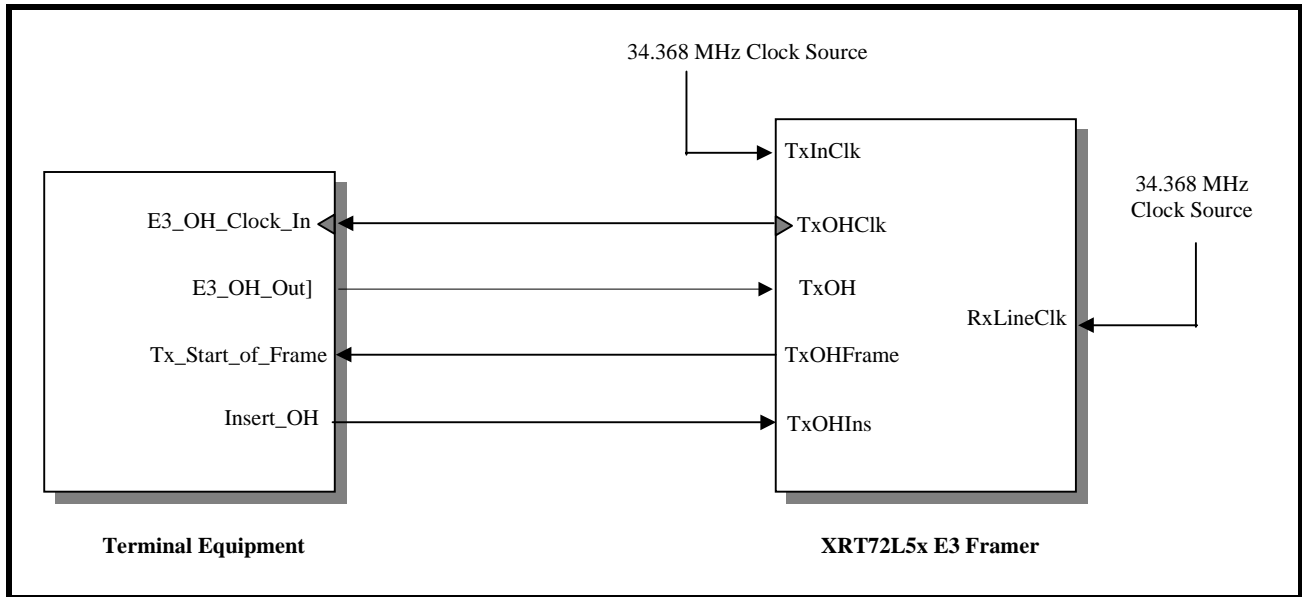 34.368 MHz Clock Source
TxInClk
34.368 MHz
Clock Source
E3_OH_Clock_In
TxOHClk
E3_OH_Out]
TxOH
RxLineClk
Tx_Start_of_Frame
TxOHFrame
Insert_OH
TxOHIns
Terminal Equipment
XRT72L5x E3 Framer